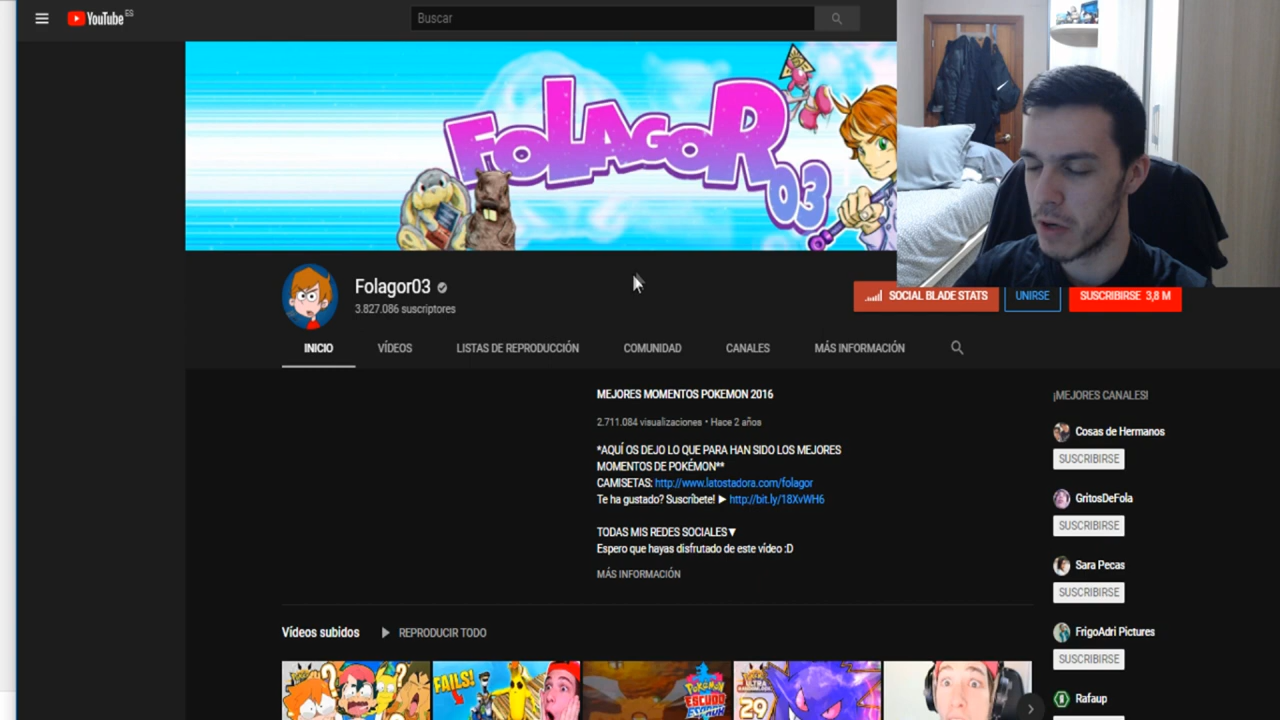 YouTube ES
Buscar
FOLAGOR
03
Folagor03
3.827.086 suscriptores
SOCIAL BLADE STATS
UNIRSE
SUSCRIBIRSE 3,8 M
INICIO
VÍDEOS
LISTAS DE REPRODUCCIÓN
COMUNIDAD
CANALES
MÁS INFORMACIÓN
MEJORES MOMENTOS POKEMON 2016
2.711.084 visualizaciones • Hace 2 años
*AQUÍ OS DEJO LO QUE PARA HAN SIDO LOS MEJORES
MOMENTOS DE POKÉMON**
CAMISETAS: http://www.latostadora.com/folagor
Te ha gustado? Suscríbete! ► http://bit.ly/18XvWH6
TODAS MIS REDES SOCIALES▼
Espero que hayas disfrutado de este vídeo :D
MÁS INFORMACIÓN
¡MEJORES CANALES!
Cosas de Hermanos
SUSCRIBIRSE
GritosDeFola
SUSCRIBIRSE
Sara Pecas
SUSCRIBIRSE
FrigoAdri Pictures
SUSCRIBIRSE
Rafaup
Vídeos subidos
REPRODUCIR TODO
FAILS!
POKÉMON
ESCUDO
ULTRA
29